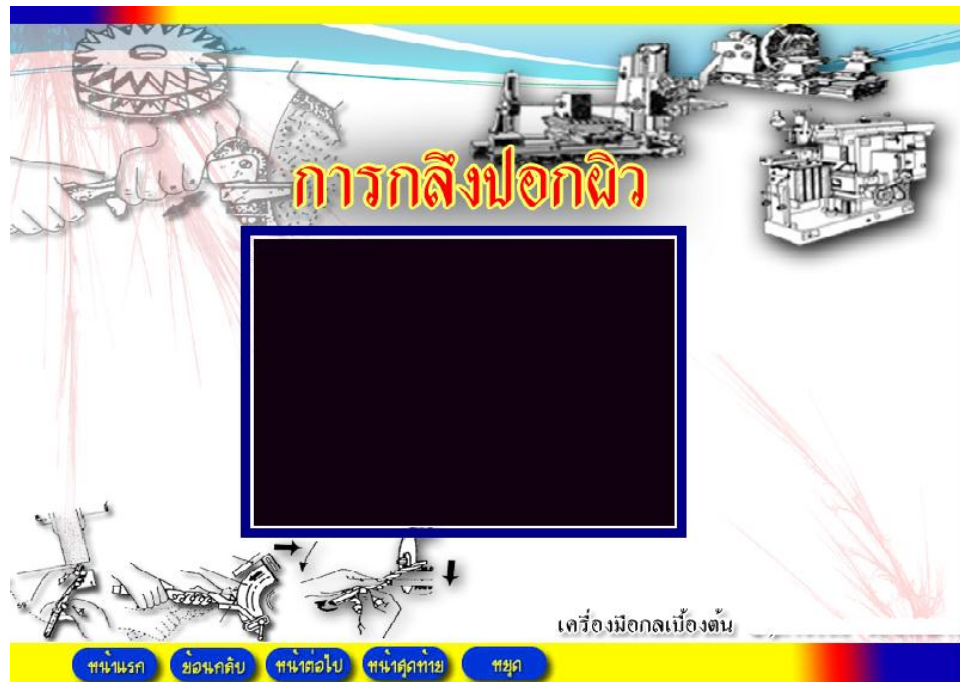 การกลึงปอกผิว
เครื่องมือกลเบื้องต้น
หน้าแรก
ย้อนกลับ
หน้าต่อไป
หน้าสุดท้าย
หยุด